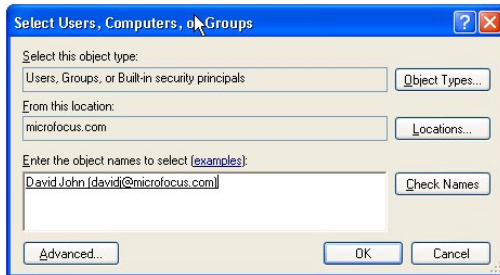 Select Users, Computers, or Groups
Select this object type:
Users, Groups, or Built-in security principals
Object Types...
From this location:
microfocus.com
Locations...
Enter the object names to select (examples):
David John (davidj@microfocus.com)
Check Names
Advanced...
OK
Cancel